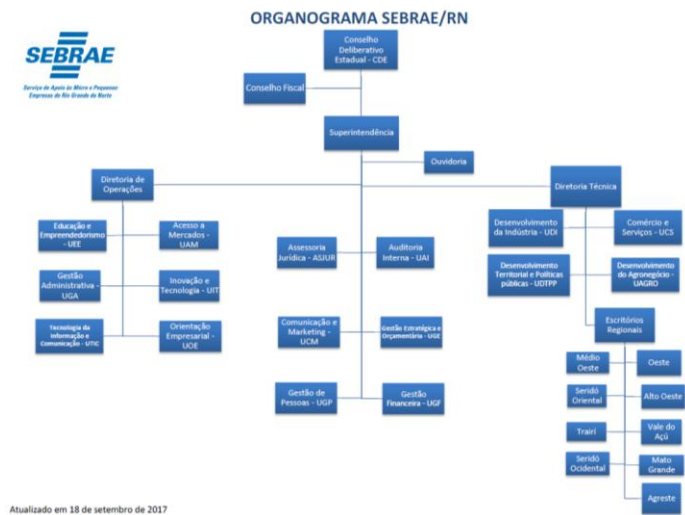 ORGANOGRAMA SEBRAE/RN
SEBRAE
Serviço de Apoio às Micro e Pequenas
Empresas do Rio Grande do Norte
Conselho
Deliberativo
Estadual - CDE
Conselho Fiscal
Superintendência
Ouvidoria
Diretoria de
Operações
Diretoria Técnica
Educação e
Empreendedorismo
- UEE
Acesso a
Mercados -
UAM
Gestão
Administrativa -
UGA
Inovação e
Tecnologia - UIT
Tecnologia da
Informação e
Comunicação - UTIC
Orientação
Empresarial -
UOE
Assessoria
Jurídica - ASJUR
Auditoria
Interna - UAI
Comunicação e
Marketing -
UCM
Gestão Estratégica e
Orçamentária - UGE
Gestão de
Pessoas - UGP
Gestão
Financeira - UGF
Desenvolvimento
da Indústria - UDI
Comércio e
Serviços - UCS
Desenvolvimento
Territorial e Políticas
públicas - UDTPP
Desenvolvimento
do Agronegócio -
UAGRO
Escritórios
Regionais
Médio
Oeste
Oeste
Seridó
Oriental
Alto Oeste
Trairí
Vale do
Açú
Seridó
Ocidental
Mato
Grande
Agreste
Atualizado em 18 de setembro de 2017